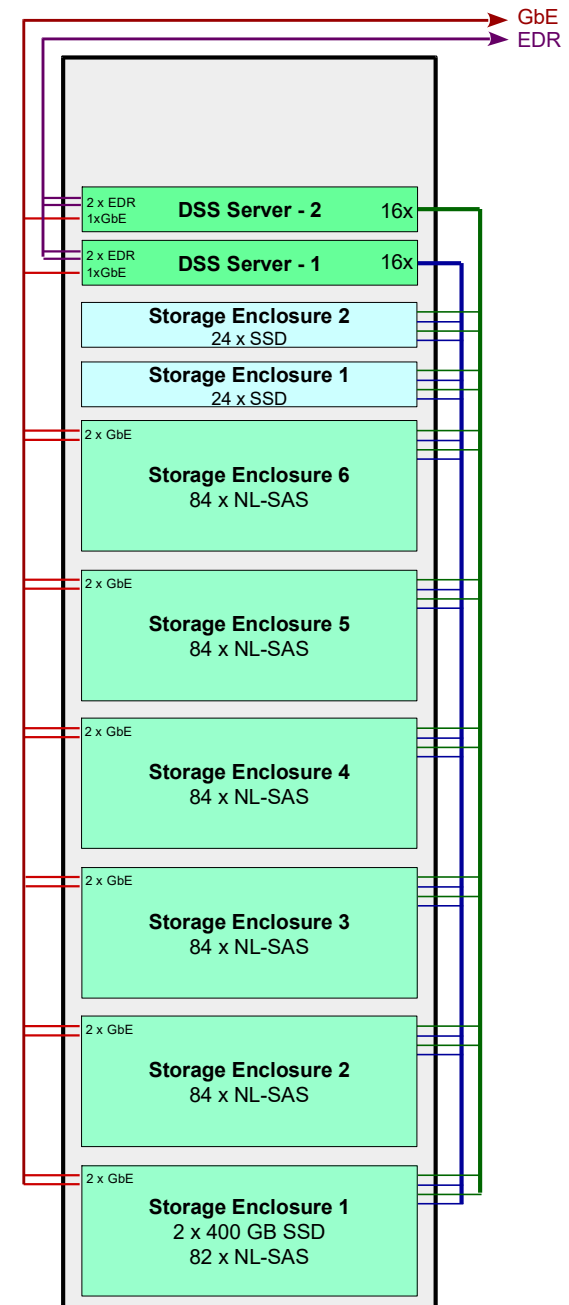 GbE
EDR
2 x EDR
1xGbE
DSS Server - 2
16x
2 x EDR
1xGbE
DSS Server - 1
16x
Storage Enclosure 2
24 x SSD
Storage Enclosure 1
24 x SSD
2 x GbE
Storage Enclosure 6
84 x NL-SAS
2 x GbE
Storage Enclosure 5
84 x NL-SAS
2 x GbE
Storage Enclosure 4
84 x NL-SAS
2 x GbE
Storage Enclosure 3
84 x NL-SAS
2 x GbE
Storage Enclosure 2
84 x NL-SAS
2 x GbE
Storage Enclosure 1
2 x 400 GB SSD
82 x NL-SAS